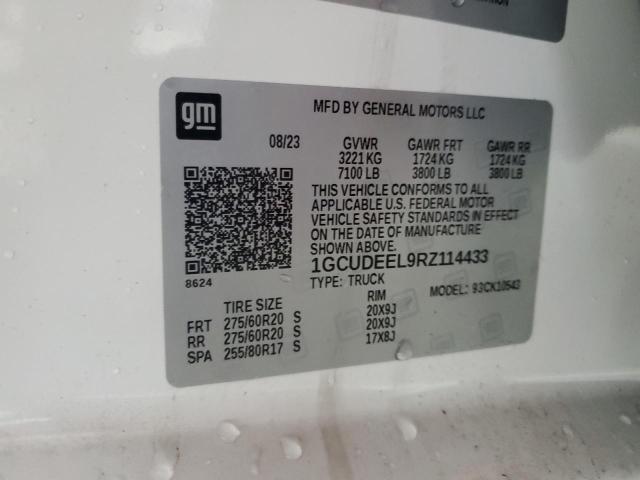 gm
MFD BY GENERAL MOTORS LLC
08/23 GVWR GAWR FRT GAWR RR
3221 KG 1724 KG 1724 KG
7100 LB 3800 LB 3800 LB
THIS VEHICLE CONFORMS TO ALL
APPLICABLE U.S. FEDERAL MOTOR
VEHICLE SAFETY STANDARDS IN EFFECT
ON THE DATE OF MANUFACTURE
SHOWN ABOVE.
1GCUDEEL9RZ114433
8624
TYPE: TRUCK MODEL: 93CK10543
TIRE SIZE RIM
FRT 275/60R20 S 20X9J
RR 275/60R20 S 20X9J
SPA 255/80R17 S 17X8J